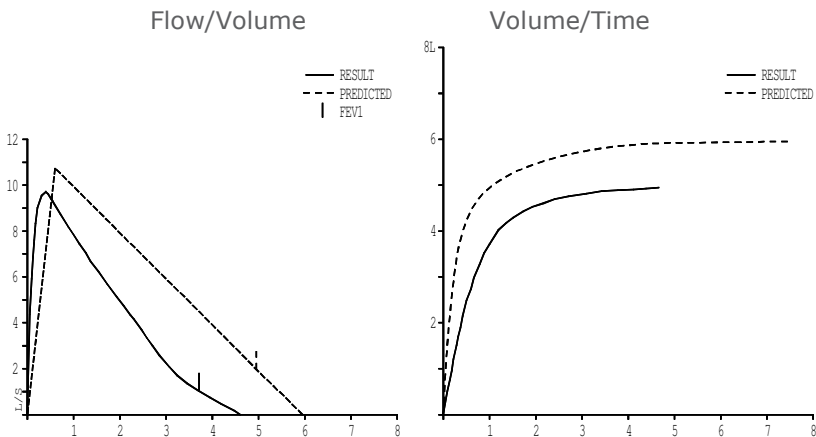 Flow/Volume
RESULT
PREDICTED
FEV1
12
10
8
6
4
2
L/S
1 2 3 4 5 6 7 8
Volume/Time
8L
RESULT
PREDICTED
6
4
2
1 2 3 4 5 6 7 8